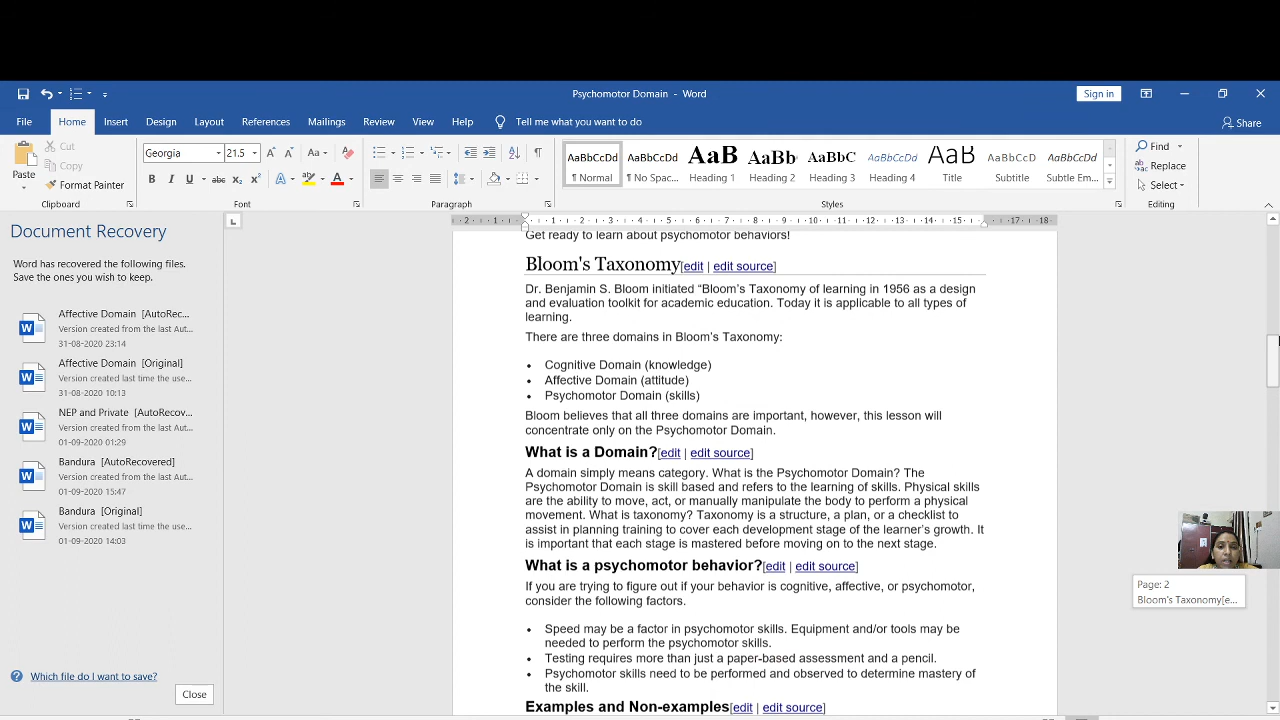 Psychomotor Domain - Word
Sign in
File Home Insert Design Layout References Mailings Review View Help Tell me what you want to do
Share
Paste
Cut
Copy
Format Painter
Clipboard
Georgia 21.5
Font
Paragraph
AaBbCcDd AaBbCcDd AaB AaBb AaBbC AaBbCcDd AaB AaBbCcD AaBbCcDd
¶ Normal ¶ No Spac... Heading 1 Heading 2 Heading 3 Heading 4 Title Subtitle Subtle Em...
Styles
Find
Replace
Select
Editing
Document Recovery
Word has recovered the following files.
Save the ones you wish to keep.
Affective Domain [AutoRec...
Version created from the last Aut...
31-08-2020 23:14
Affective Domain [Original]
Version created last time the use...
31-08-2020 10:13
NEP and Private [AutoRecov...
Version created from the last Aut...
01-09-2020 01:29
Bandura [AutoRecovered]
Version created from the last Aut...
01-09-2020 15:47
Bandura [Original]
Version created last time the use...
01-09-2020 14:03
Which file do I want to save?
Close
2 1 1 2 3 4 5 6 7 8 9 10 11 12 13 14 15 17 18
Get ready to learn about psychomotor behaviors!
Bloom's Taxonomy[edit | edit source]
Dr. Benjamin S. Bloom initiated “Bloom’s Taxonomy of learning in 1956 as a design
and evaluation toolkit for academic education. Today it is applicable to all types of
learning.
There are three domains in Bloom’s Taxonomy:
• Cognitive Domain (knowledge)
• Affective Domain (attitude)
• Psychomotor Domain (skills)
Bloom believes that all three domains are important, however, this lesson will
concentrate only on the Psychomotor Domain.
What is a Domain?[edit | edit source]
A domain simply means category. What is the Psychomotor Domain? The
Psychomotor Domain is skill based and refers to the learning of skills. Physical skills
are the ability to move, act, or manually manipulate the body to perform a physical
movement. What is taxonomy? Taxonomy is a structure, a plan, or a checklist to
assist in planning training to cover each development stage of the learner’s growth. It
is important that each stage is mastered before moving on to the next stage.
What is a psychomotor behavior?[edit | edit source]
If you are trying to figure out if your behavior is cognitive, affective, or psychomotor,
consider the following factors.
• Speed may be a factor in psychomotor skills. Equipment and/or tools may be
needed to perform the psychomotor skills.
• Testing requires more than just a paper-based assessment and a pencil.
• Psychomotor skills need to be performed and observed to determine mastery of
the skill.
Examples and Non-examples[edit | edit source]
Page: 2
Bloom's Taxonomy[e...